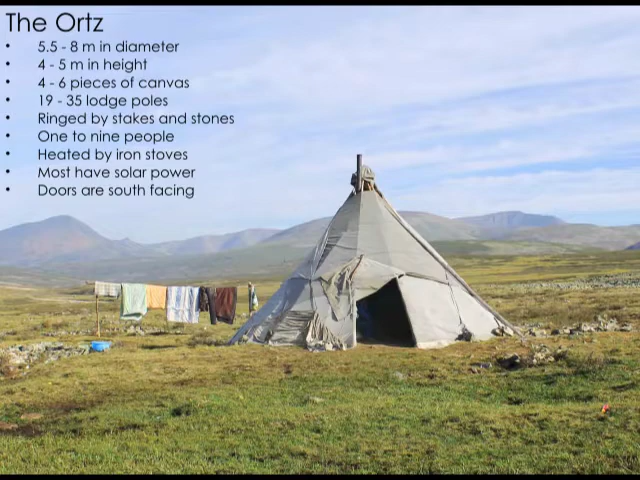 The Ortz
• 5.5 - 8 m in diameter
• 4 - 5 m in height
• 4 - 6 pieces of canvas
• 19 - 35 lodge poles
• Ringed by stakes and stones
• One to nine people
• Heated by iron stoves
• Most have solar power
• Doors are south facing